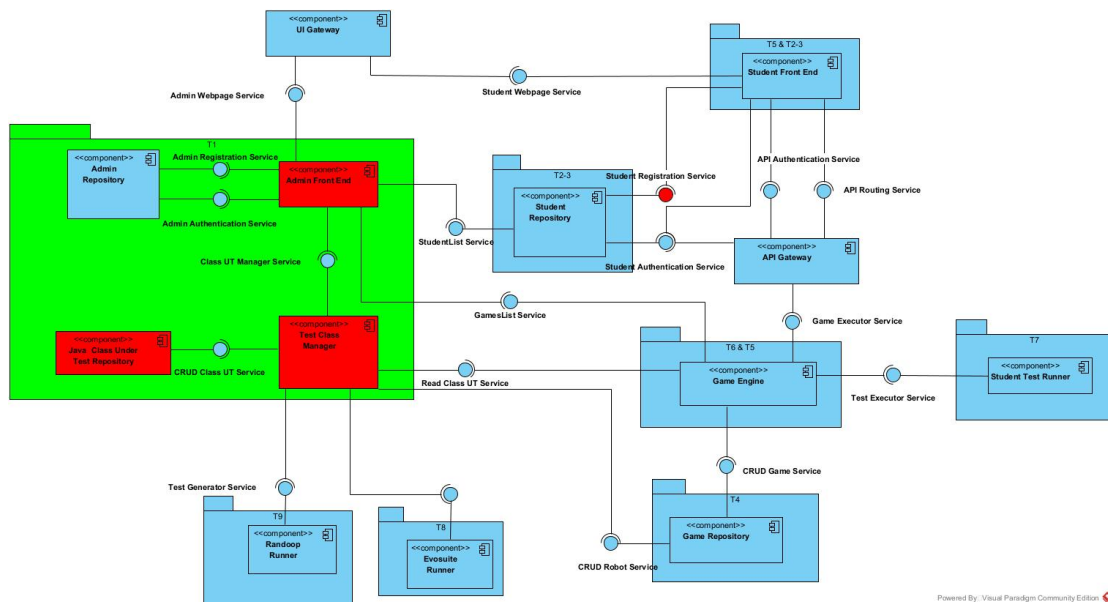 <<component>>
UI Gateway
T5 & T2-3
<<component>>
Student Front End
Admin Webpage Service
Student Webpage Service
T1
<<component>>
Admin
Repository
Admin Registration Service
<<component>>
Admin Front End
Admin Authentication Service
API Authentication Service
API Routing Service
T2-3
<<component>>
Student
Repository
Student Registration Service
StudentList Service
Student Authentication Service
<<component>>
API Gateway
Class UT Manager Service
GamesList Service
Game Executor Service
<<component>>
Test Class
Manager
<<component>>
Java Class Under
Test Repository
CRUD Class UT Service
Read Class UT Service
T6 & T5
<<component>>
Game Engine
T7
<<component>>
Student Test Runner
Test Executor Service
CRUD Game Service
Test Generator Service
T9
<<component>>
Randoop
Runner
T8
<<component>>
Evosuite
Runner
T4
<<component>>
Game Repository
CRUD Robot Service
Powered By: Visual Paradigm Community Edition